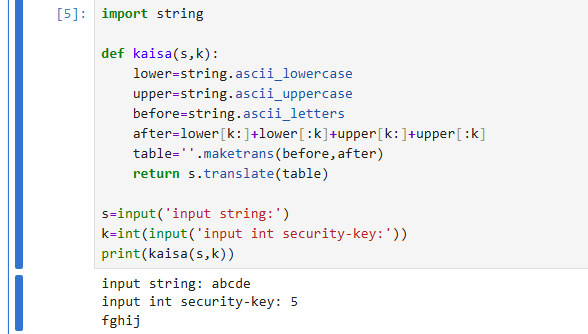 [5]: import string
def kaisa(s,k):
    lower=string.ascii_lowercase
    upper=string.ascii_uppercase
    before=string.ascii_letters
    after=lower[k:]+lower[:k]+upper[k:]+upper[:k]
    table=''.maketrans(before,after)
    return s.translate(table)
s=input('input string:')
k=int(input('input int security-key:'))
print(kaisa(s,k))
input string: abcde
input int security-key: 5
fghij